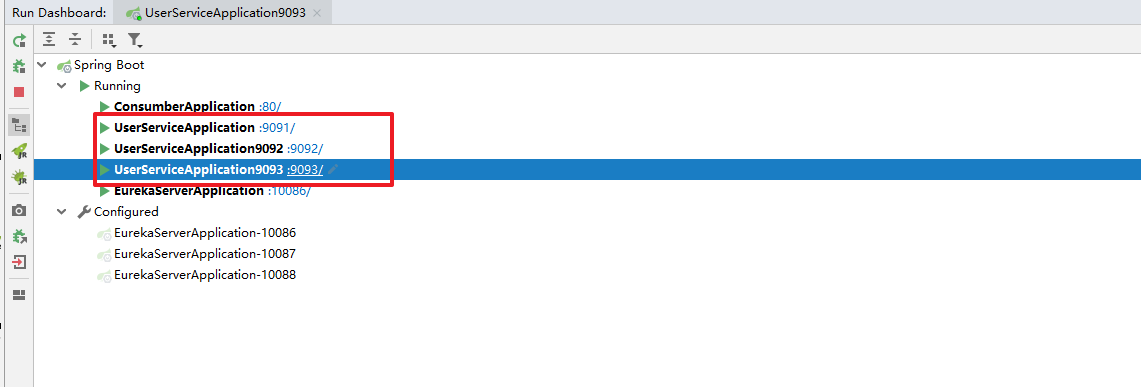 Run Dashboard: UserServiceApplication9093
Spring Boot
Running
ConsumberApplication :80/
UserServiceApplication :9091/
UserServiceApplication9092 :9092/
UserServiceApplication9093 :9093/
EurekaServerApplication :10086/
Configured
EurekaServerApplication-10086
EurekaServerApplication-10087
EurekaServerApplication-10088